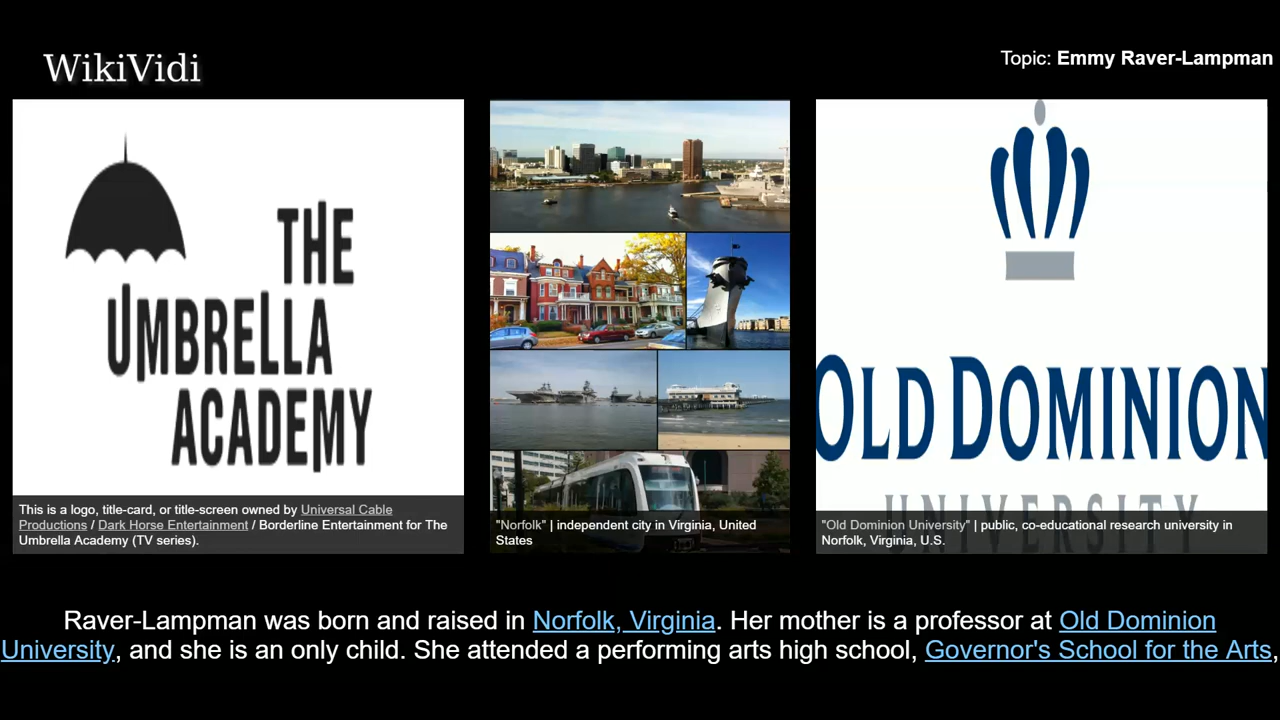 WikiVidi
Topic: Emmy Raver-Lampman
THE
UMBRELLA
ACADEMY
This is a logo, title-card, or title-screen owned by Universal Cable
Productions / Dark Horse Entertainment / Borderline Entertainment for The
Umbrella Academy (TV series).
"Norfolk" | independent city in Virginia, United
States
OLD DOMINION
UNIVERSITY
"Old Dominion University" | public, co-educational research university in
Norfolk, Virginia, U.S.
Raver-Lampman was born and raised in Norfolk, Virginia. Her mother is a professor at Old Dominion
University, and she is an only child. She attended a performing arts high school, Governor's School for the Arts,